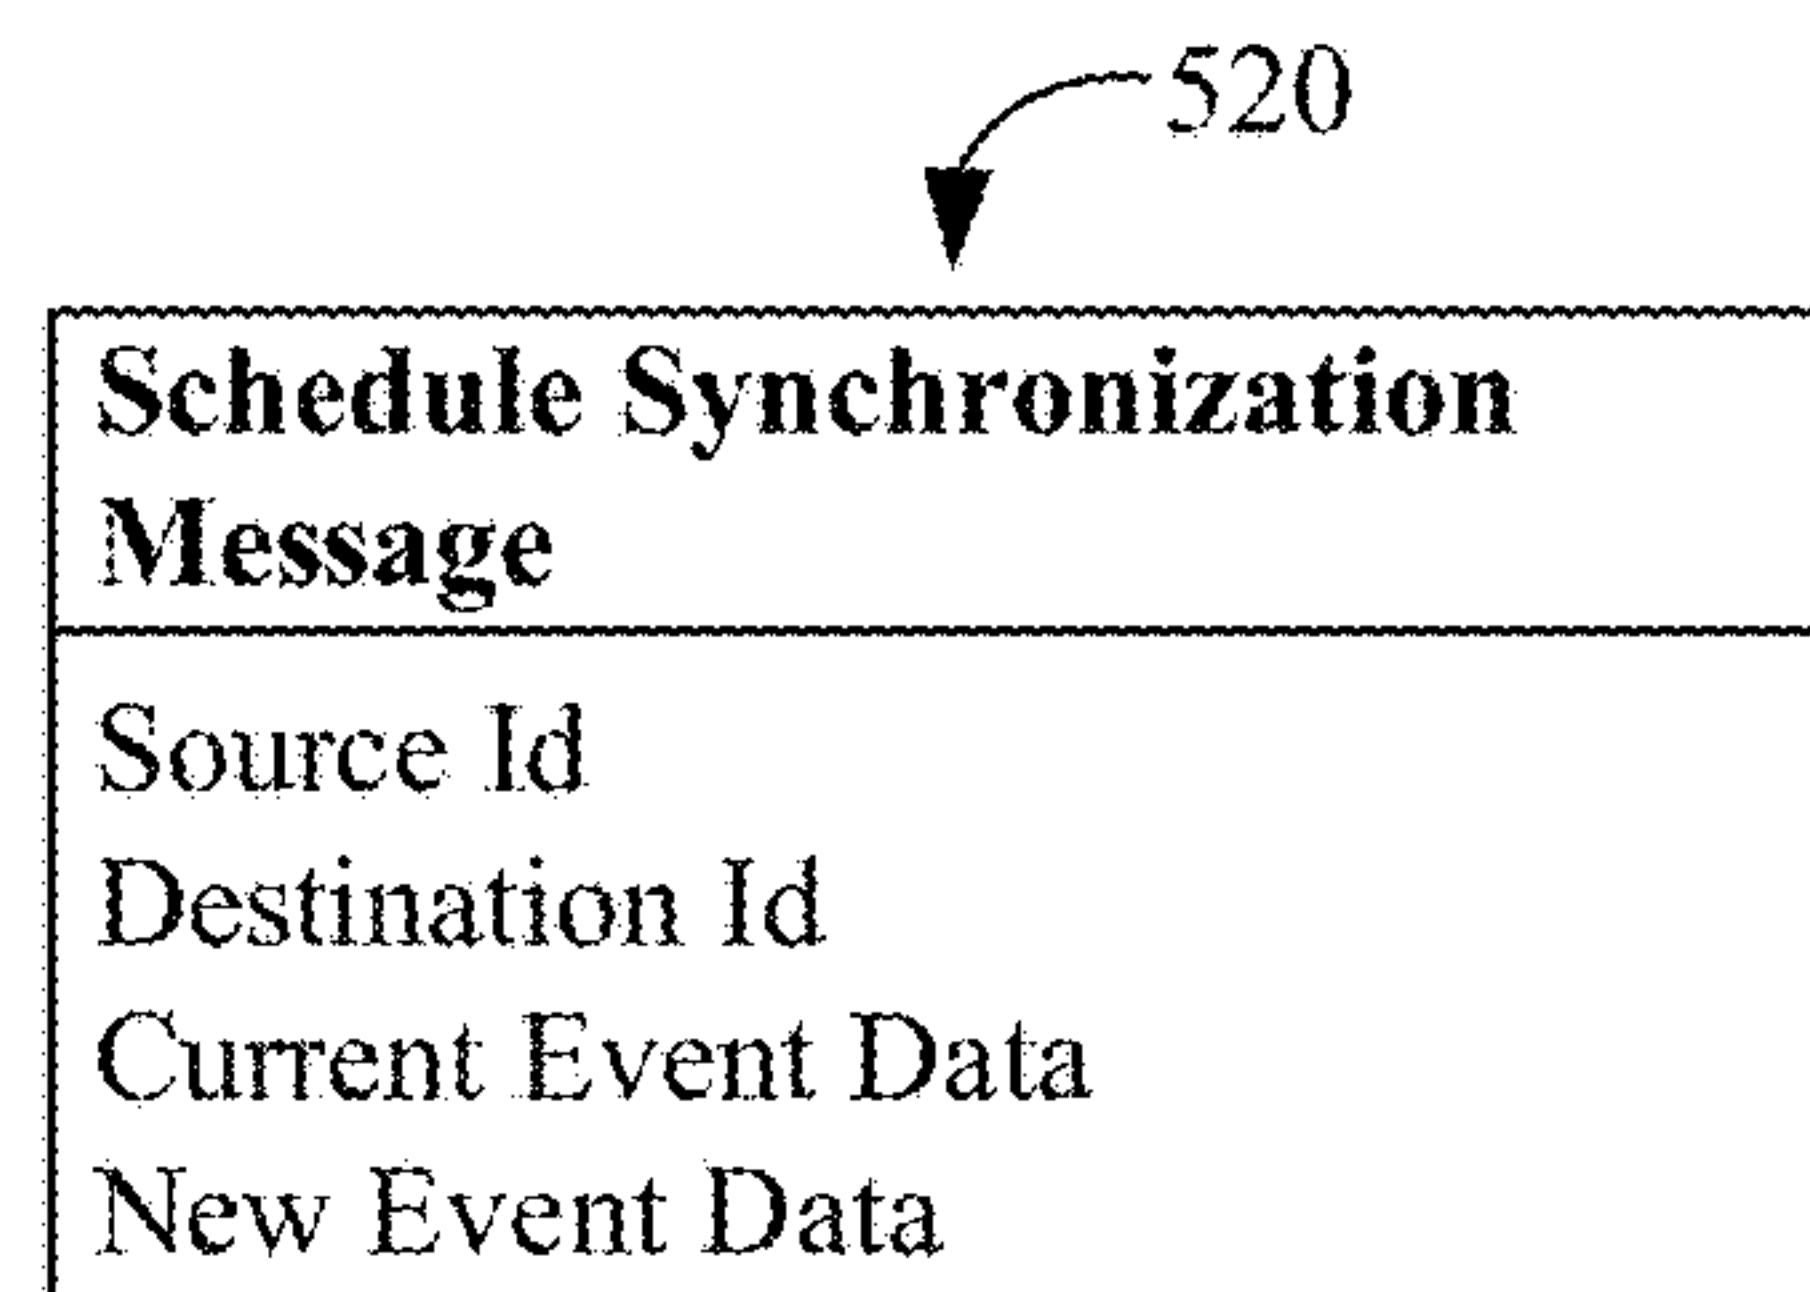 520
Schedule Synchronization
Message
Source Id
Destination Id
Current Event Data
New Event Data